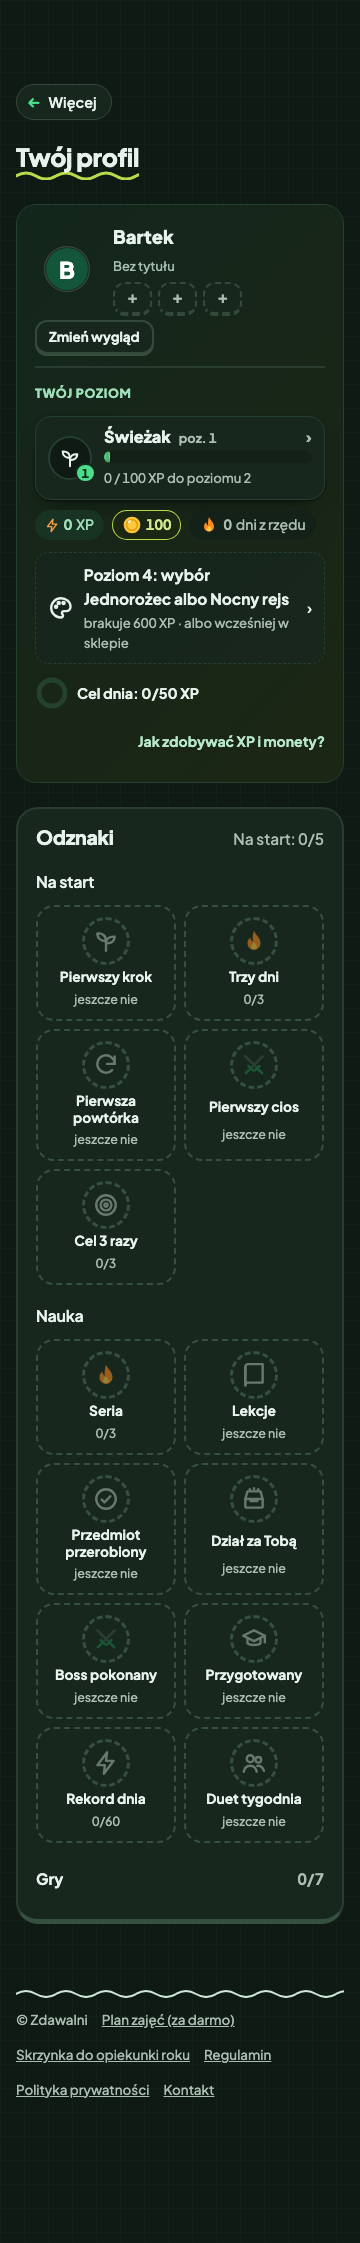 ← Więcej
Twój profil
B
Bartek
Bez tytułu
+ + +
Zmień wygląd
TWÓJ POZIOM
1
Świeżak poz. 1 ›
0 / 100 XP do poziomu 2
0 XP 100 0 dni z rzędu
Poziom 4: wybór
Jednorożec albo Nocny rejs ›
brakuje 600 XP · albo wcześniej w
sklepie
Cel dnia: 0/50 XP
Jak zdobywać XP i monety?
Odznaki Na start: 0/5
Na start
Pierwszy krok
jeszcze nie
Trzy dni
0/3
Pierwsza
powtórka
jeszcze nie
Pierwszy cios
jeszcze nie
Cel 3 razy
0/3
Nauka
Seria
0/3
Lekcje
jeszcze nie
Przedmiot
przerobiony
jeszcze nie
Dział za Tobą
jeszcze nie
Boss pokonany
jeszcze nie
Przygotowany
jeszcze nie
Rekord dnia
0/60
Duet tygodnia
jeszcze nie
Gry 0/7
© Zdawalni Plan zajęć (za darmo)
Skrzynka do opiekunki roku Regulamin
Polityka prywatności Kontakt